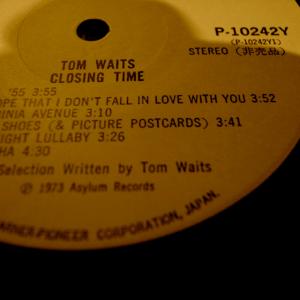 P-10242Y
(P-10242Y1)
STEREO (非売品)
TOM WAITS
CLOSING TIME
'55 3:55
OPE THAT I DON'T FALL IN LOVE WITH YOU 3:52
INIA AVENUE 3:10
SHOES (& PICTURE POSTCARDS) 3:41
IGHT LULLABY 3:26
HA 4:30
Selection Written by Tom Waits
Ⓟ 1973 Asylum Records
WARNER-PIONEER CORPORATION, JAPAN.